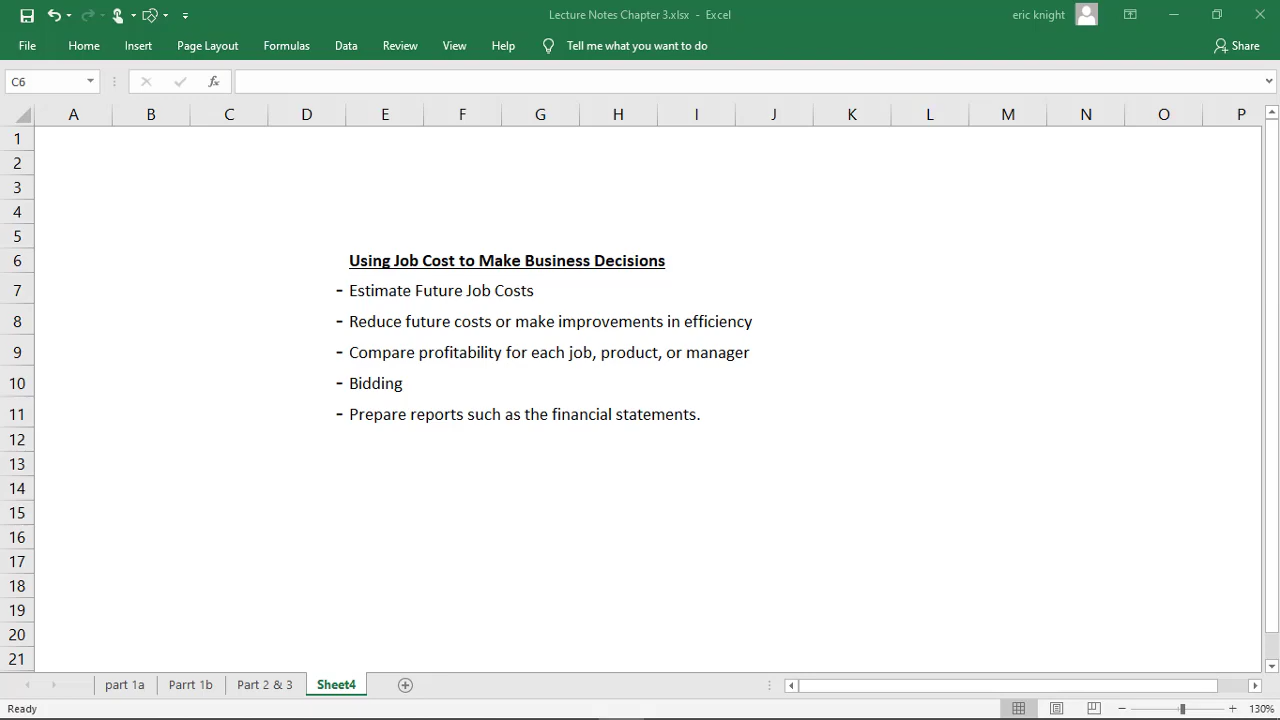 Lecture Notes Chapter 3.xlsx - Excel
eric knight
File Home Insert Page Layout Formulas Data Review View Help Tell me what you want to do Share
C6 fx
A B C D E F G H I J K L M N O P
1
2
3
4
5
6 Using Job Cost to Make Business Decisions
7 - Estimate Future Job Costs
8 - Reduce future costs or make improvements in efficiency
9 - Compare profitability for each job, product, or manager
10 - Bidding
11 - Prepare reports such as the financial statements.
12
13
14
15
16
17
18
19
20
21
part 1a Parrt 1b Part 2 & 3 Sheet4
Ready 130%